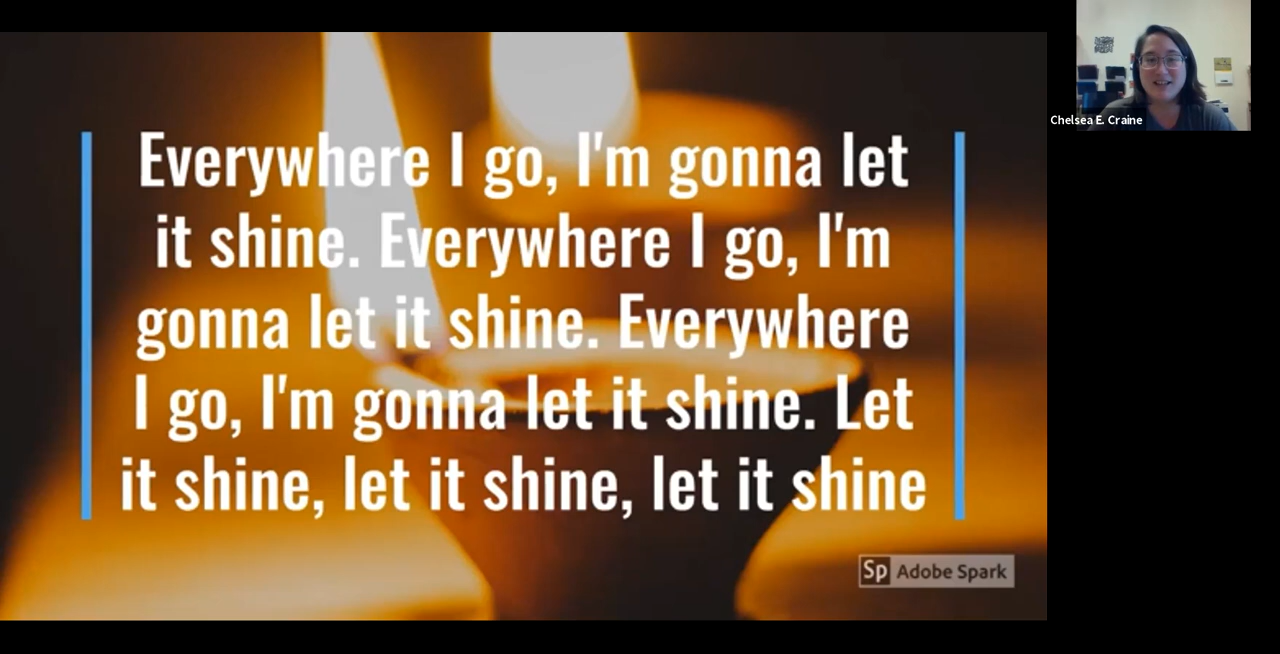 Everywhere I go, I'm gonna let
it shine. Everywhere I go, I'm
gonna let it shine. Everywhere
I go, I'm gonna let it shine. Let
it shine, let it shine, let it shine
Sp Adobe Spark
Chelsea E. Craine